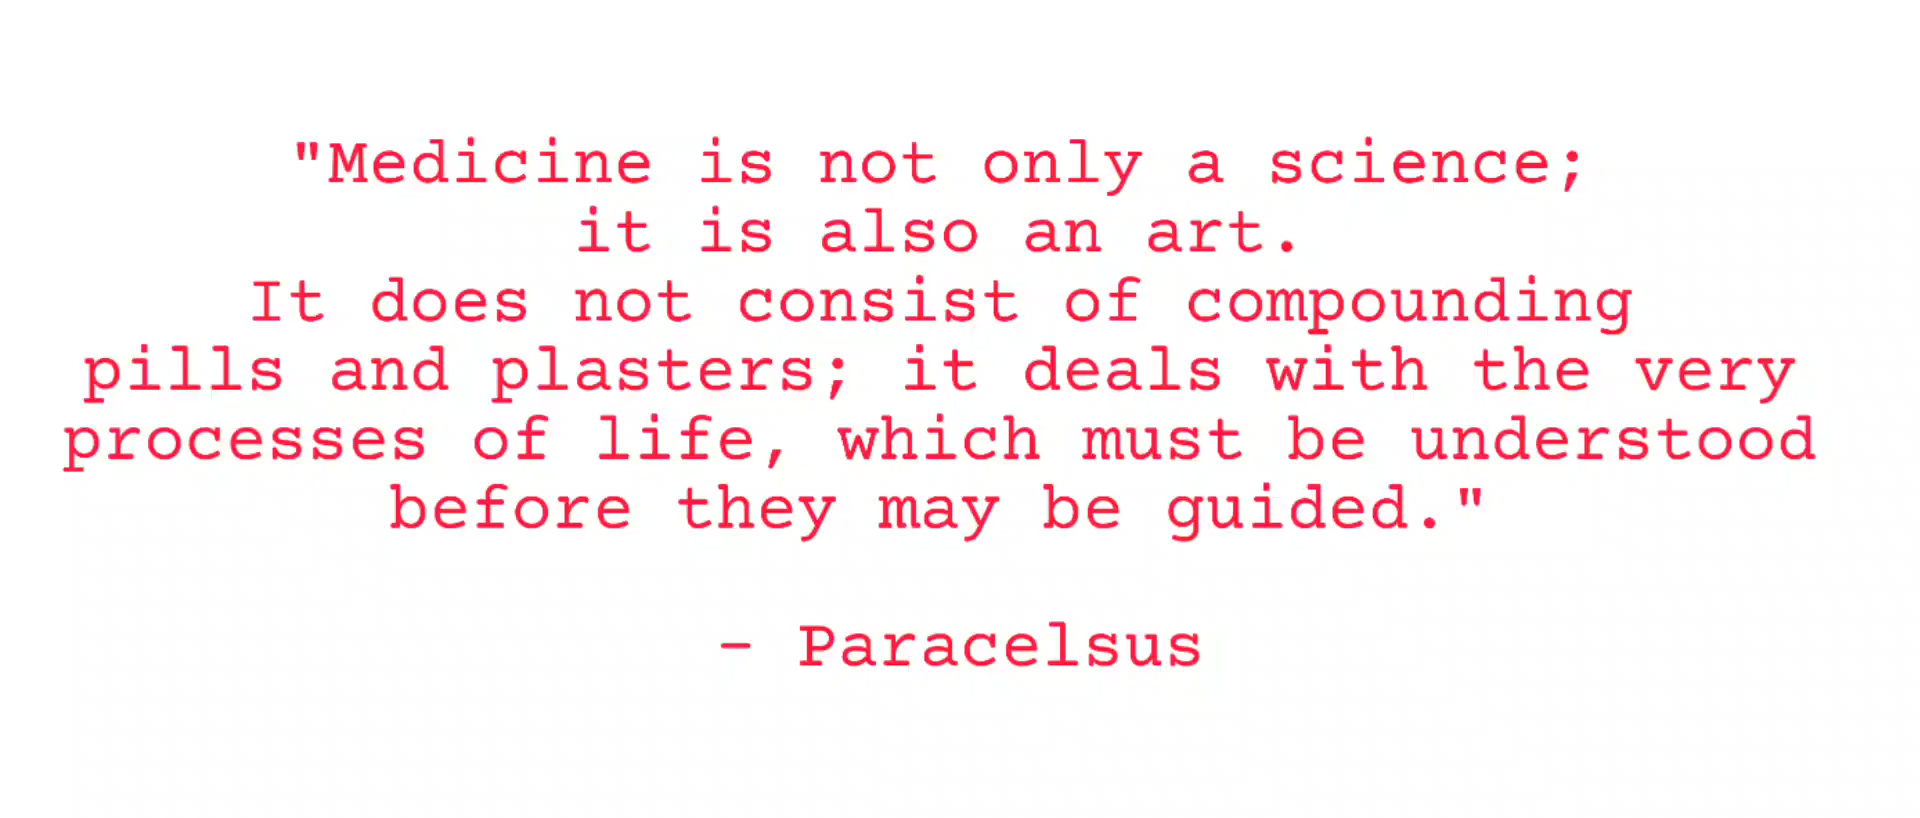 "Medicine is not only a science;
it is also an art.
It does not consist of compounding
pills and plasters; it deals with the very
processes of life, which must be understood
before they may be guided."
- Paracelsus